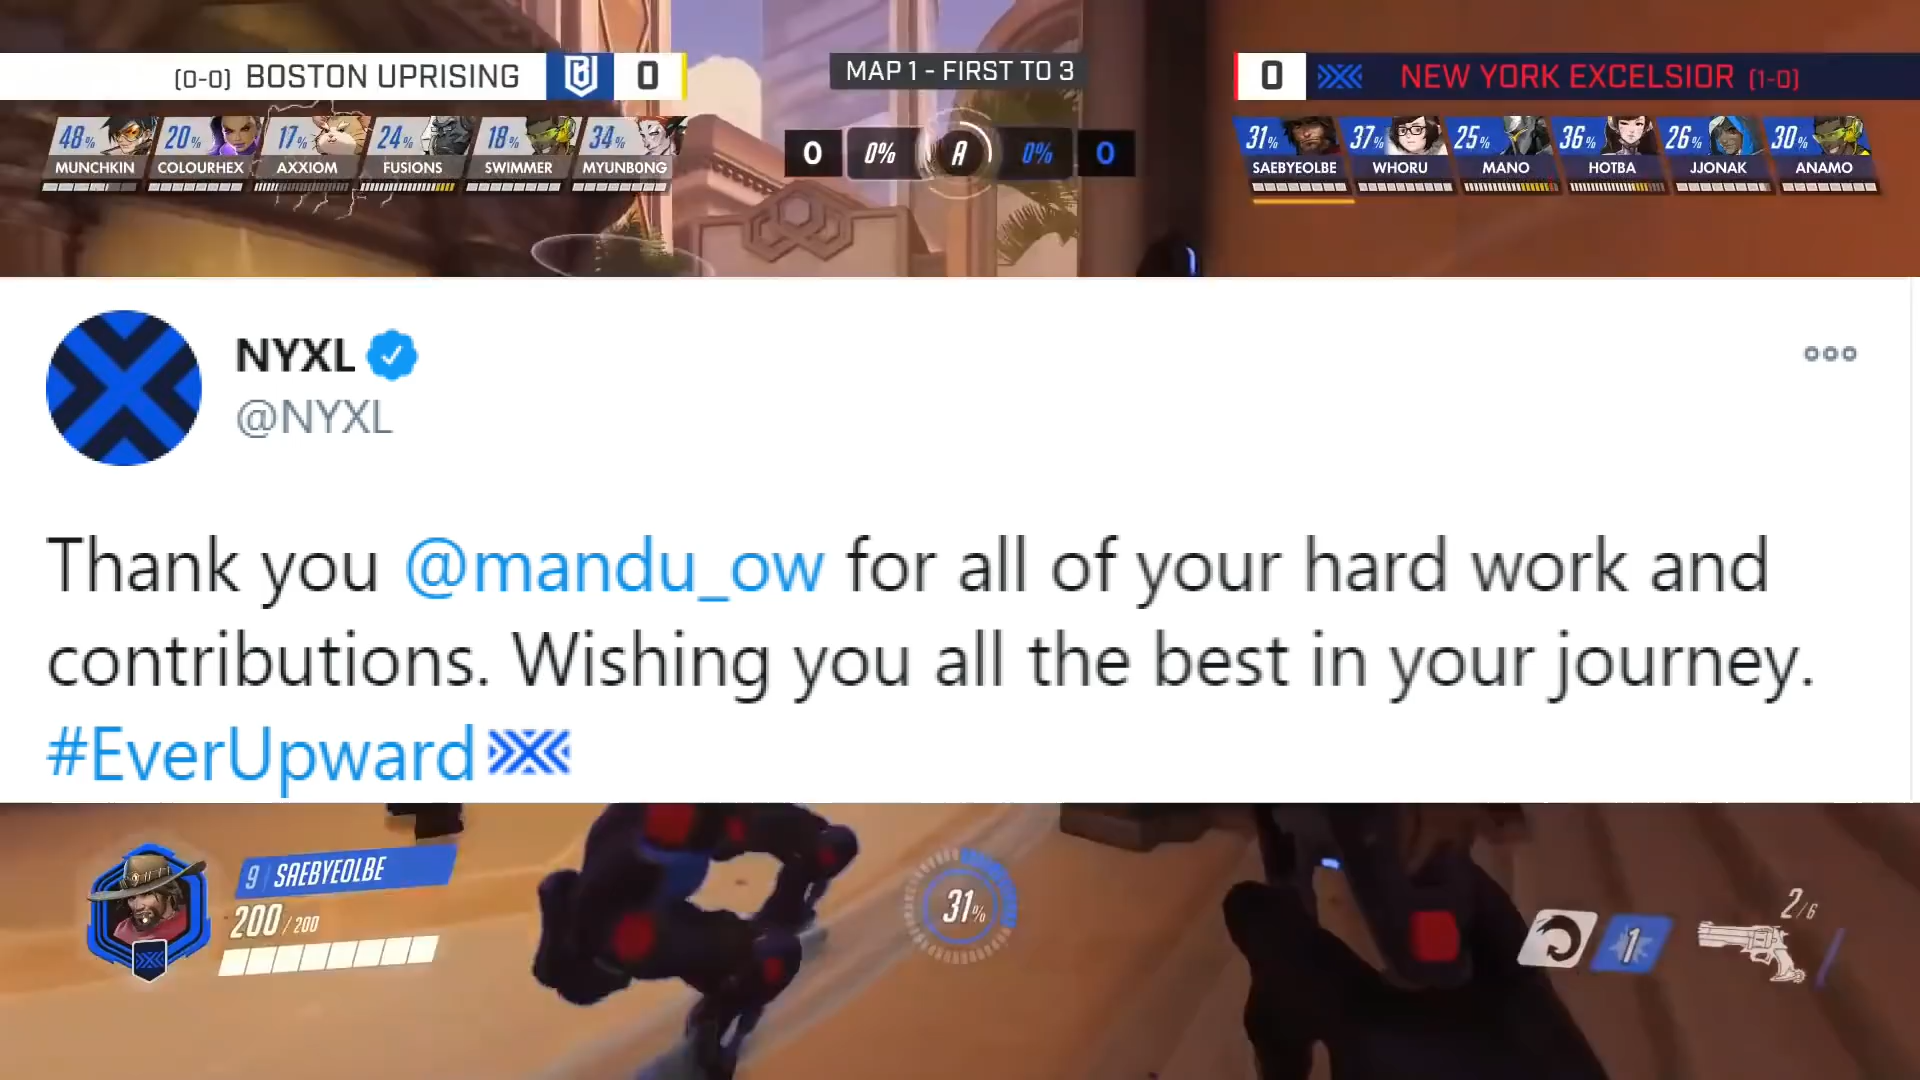 (0-0) BOSTON UPRISING 0
MAP 1 - FIRST TO 3
0 NEW YORK EXCELSIOR (1-0)
48% 20% 17% 24% 18% 34%
MUNCHKIN COLOURHEX AXXIOM FUSIONS SWIMMER MYUNB0NG
0 0% A 0% 0
31% 37% 25% 36% 26% 30%
SAEBYEOLBE WHORU MANO HOTBA JJONAK ANAMO
NYXL
@NYXL
Thank you @mandu_ow for all of your hard work and
contributions. Wishing you all the best in your journey.
#EverUpward
9 SAEBYEOLBE
200/200
31%
1
2/6